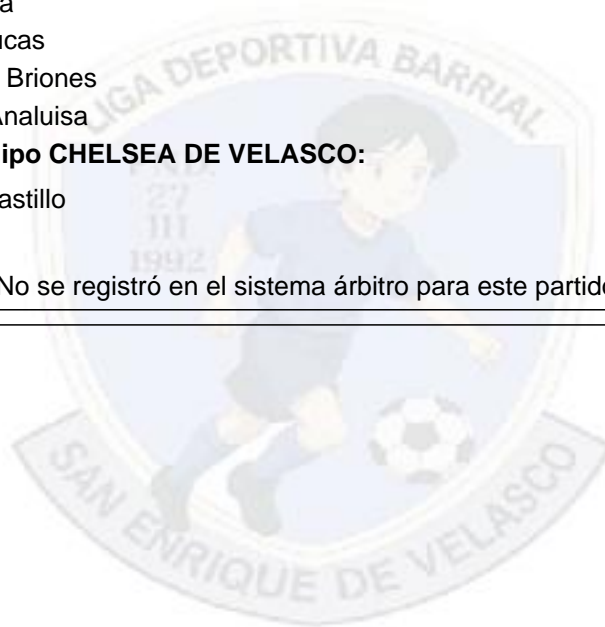 a
ucas
Briones
Analuisa
ipo CHELSEA DE VELASCO:
astillo
No se registró en el sistema árbitro para este partido
LIGA DEPORTIVA BARRIAL
27
III
1992
SAN ENRIQUE DE VELASCO